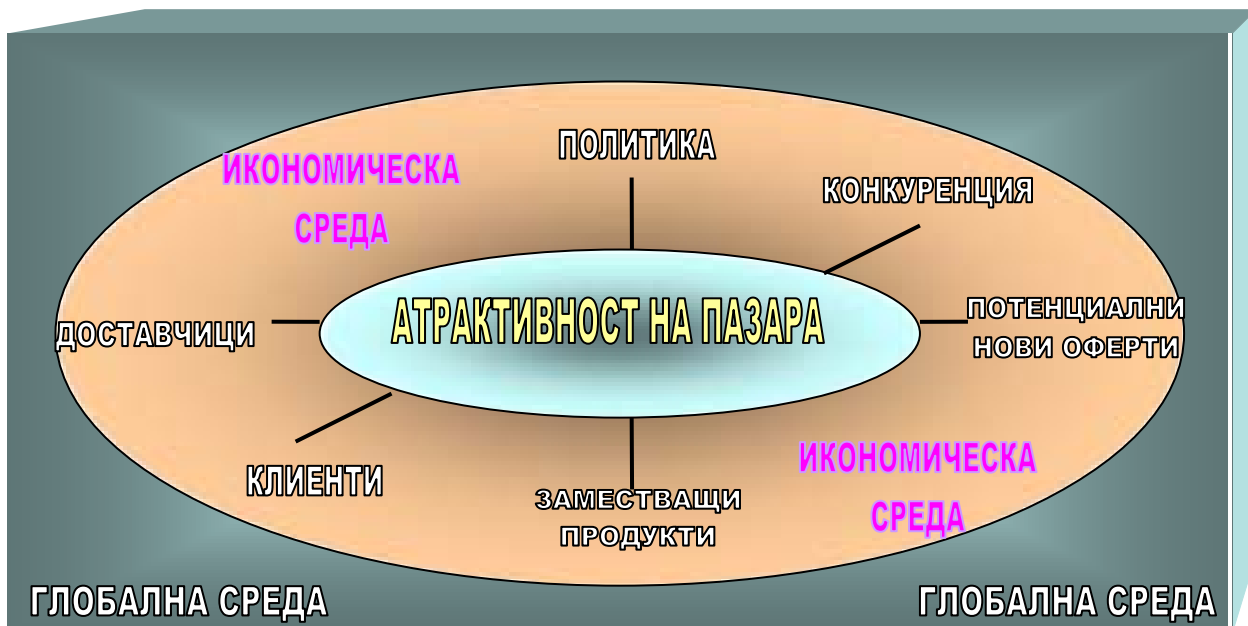 ПОЛИТИКА
ИКОНОМИЧЕСКА
СРЕДА
КОНКУРЕНЦИЯ
АТРАКТИВНОСТ НА ПАЗАРА
ДОСТАВЧИЦИ
ПОТЕНЦИАЛНИ
НОВИ ОФЕРТИ
КЛИЕНТИ
ЗАМЕСТВАЩИ
ПРОДУКТИ
ИКОНОМИЧЕСКА
СРЕДА
ГЛОБАЛНА СРЕДА
ГЛОБАЛНА СРЕДА